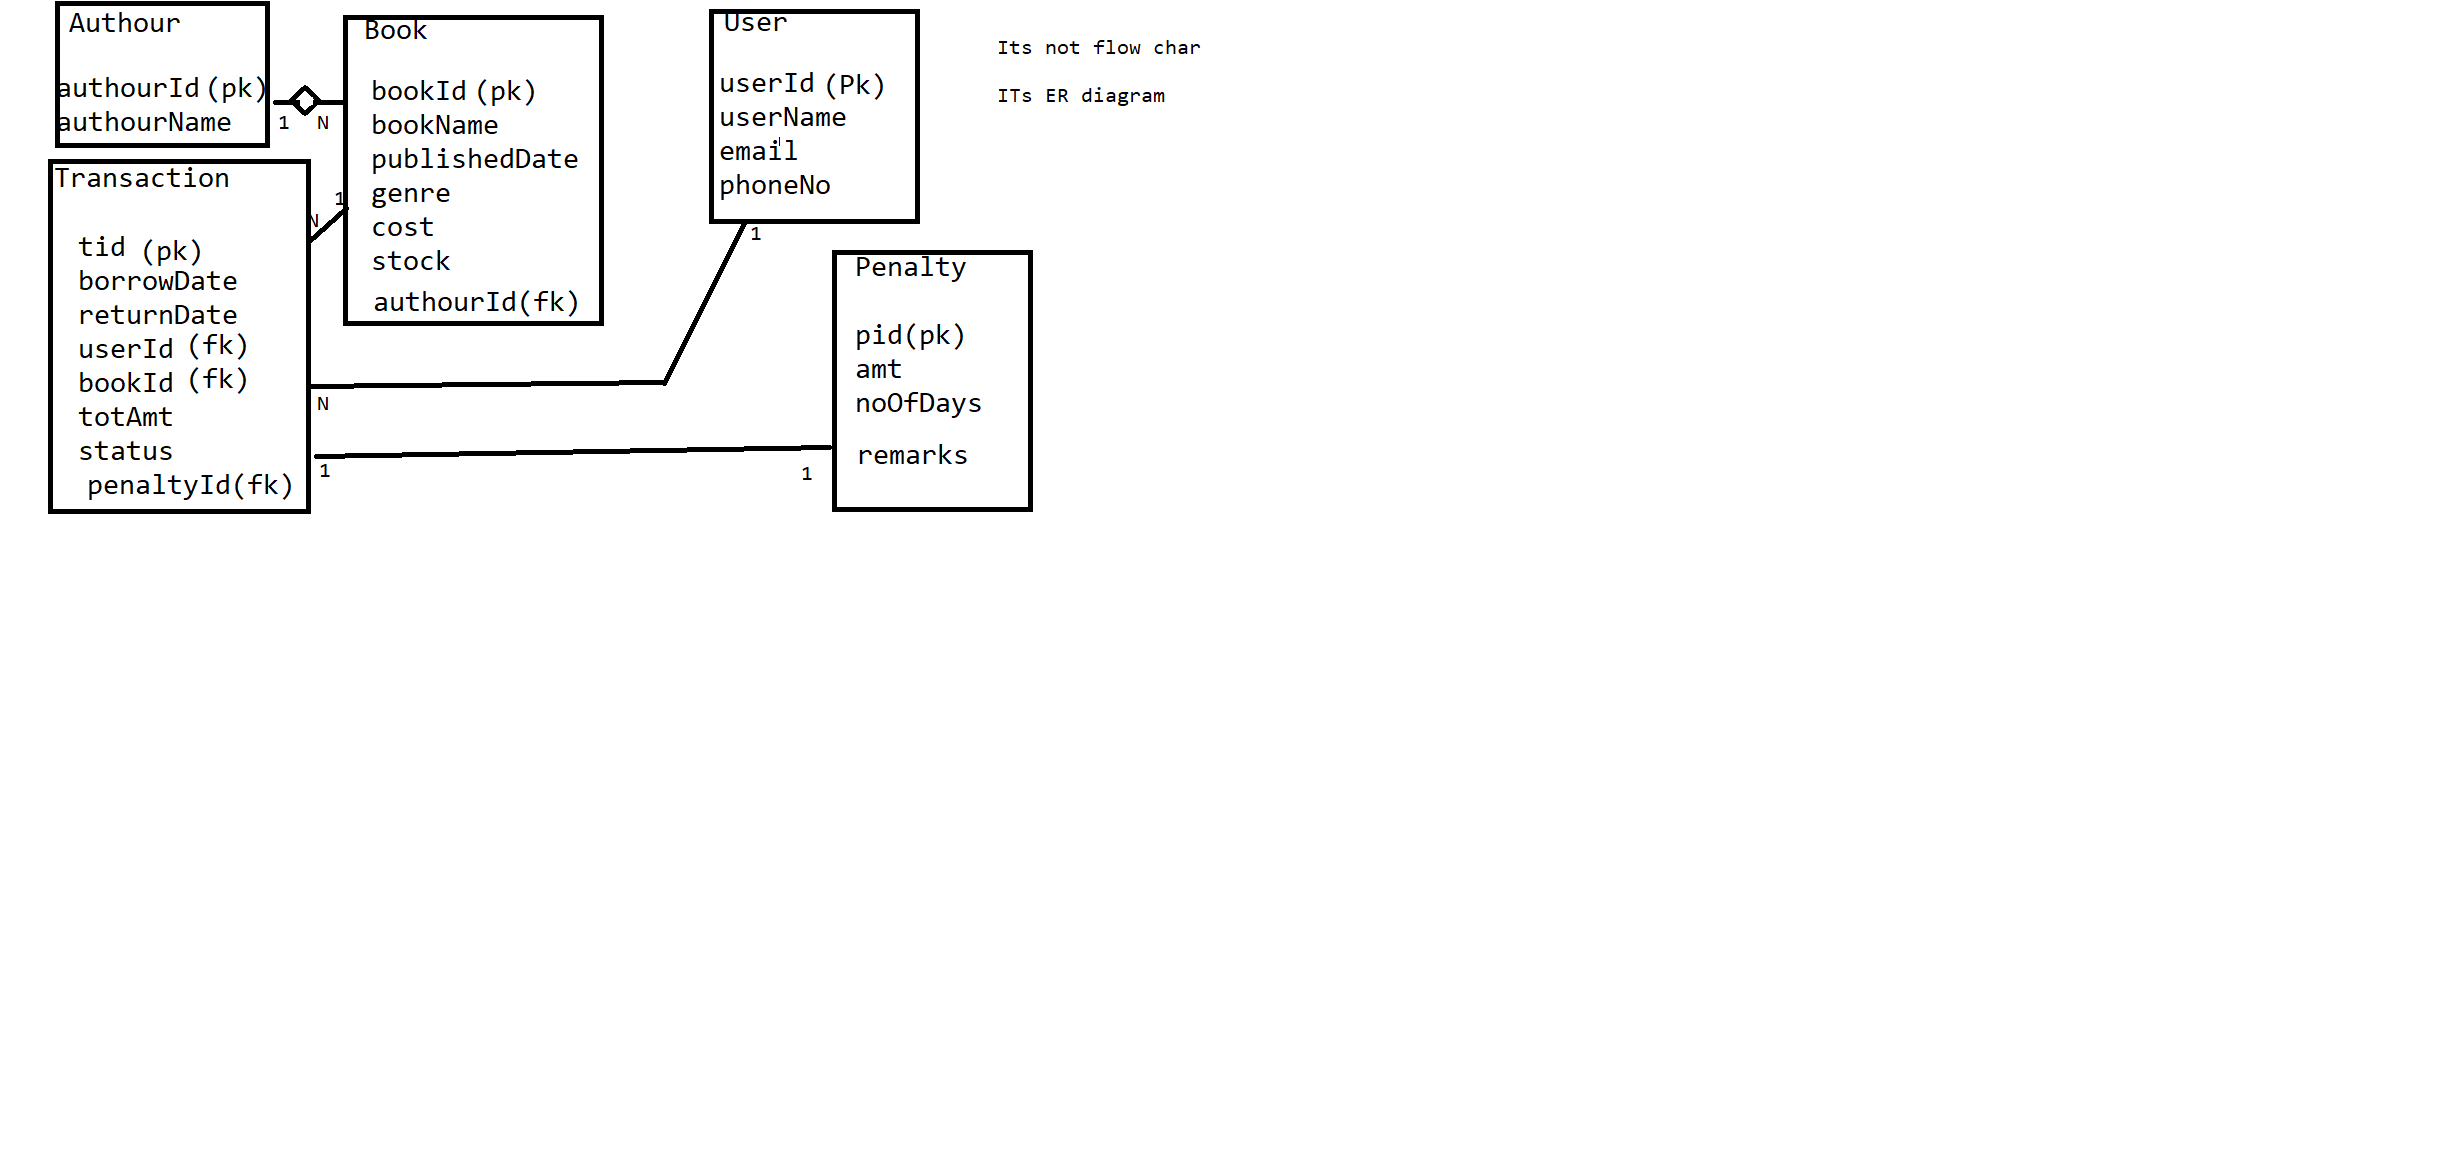 Authour
authourId (pk)
authourName
1
N
Book
bookId (pk)
bookName
publishedDate
genre
cost
stock
authourId(fk)
User
userId (Pk)
userName
email
phoneNo
Its not flow char
ITs ER diagram
Transaction
tid (pk)
borrowDate
returnDate
userId (fk)
bookId (fk)
totAmt
status
penaltyId(fk)
1
N
1
N
1
1
Penalty
pid(pk)
amt
noOfDays
remarks